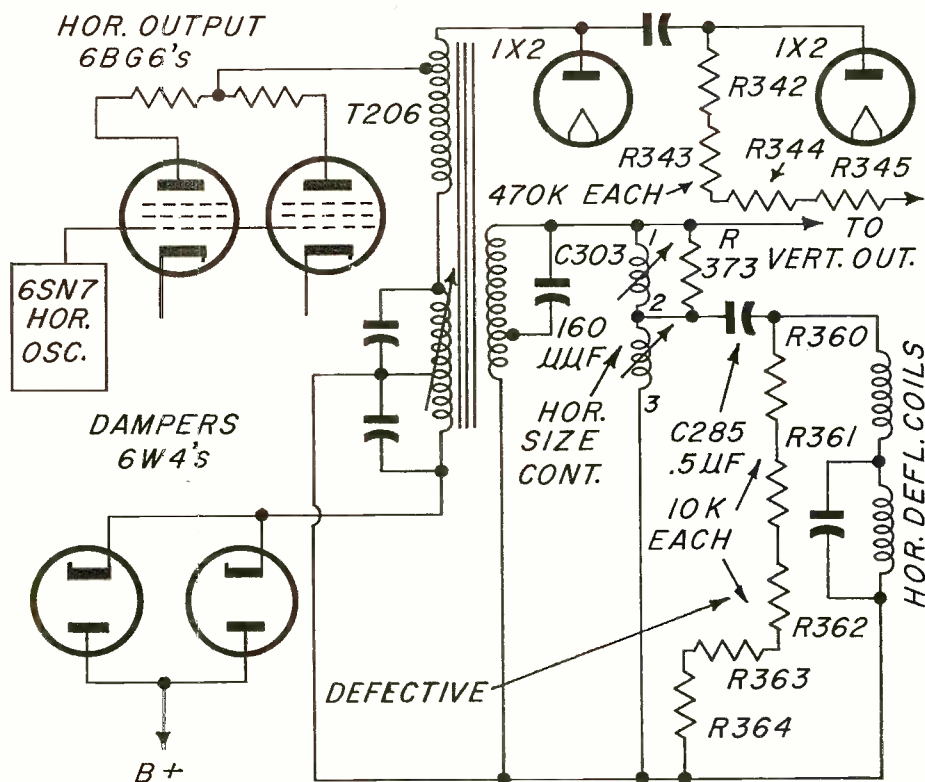 HOR. OUTPUT
6BG6's
T206
1X2
1X2
R342
R343
R344
R345
470K EACH
TO
VERT. OUT.
6SN7
HOR.
OSC.
C303
160
µµF
1
2
3
R
373
HOR.
SIZE
CONT.
C285
.5µF
R360
R361
10K
EACH
R362
R363
R364
HOR. DEFL. COILS
DAMPERS
6W4's
DEFECTIVE
B+